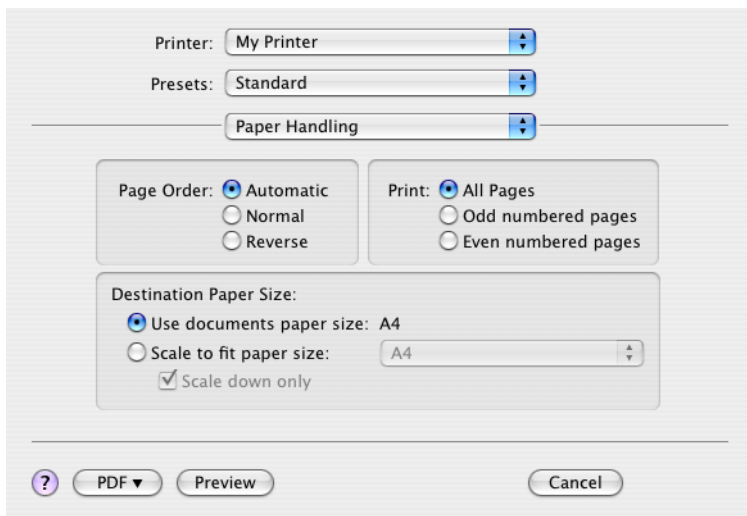 Printer: My Printer
Presets: Standard
Paper Handling
Page Order: Automatic
Normal
Reverse
Print: All Pages
Odd numbered pages
Even numbered pages
Destination Paper Size:
Use documents paper size: A4
Scale to fit paper size: A4
Scale down only
? PDF ▼ Preview Cancel